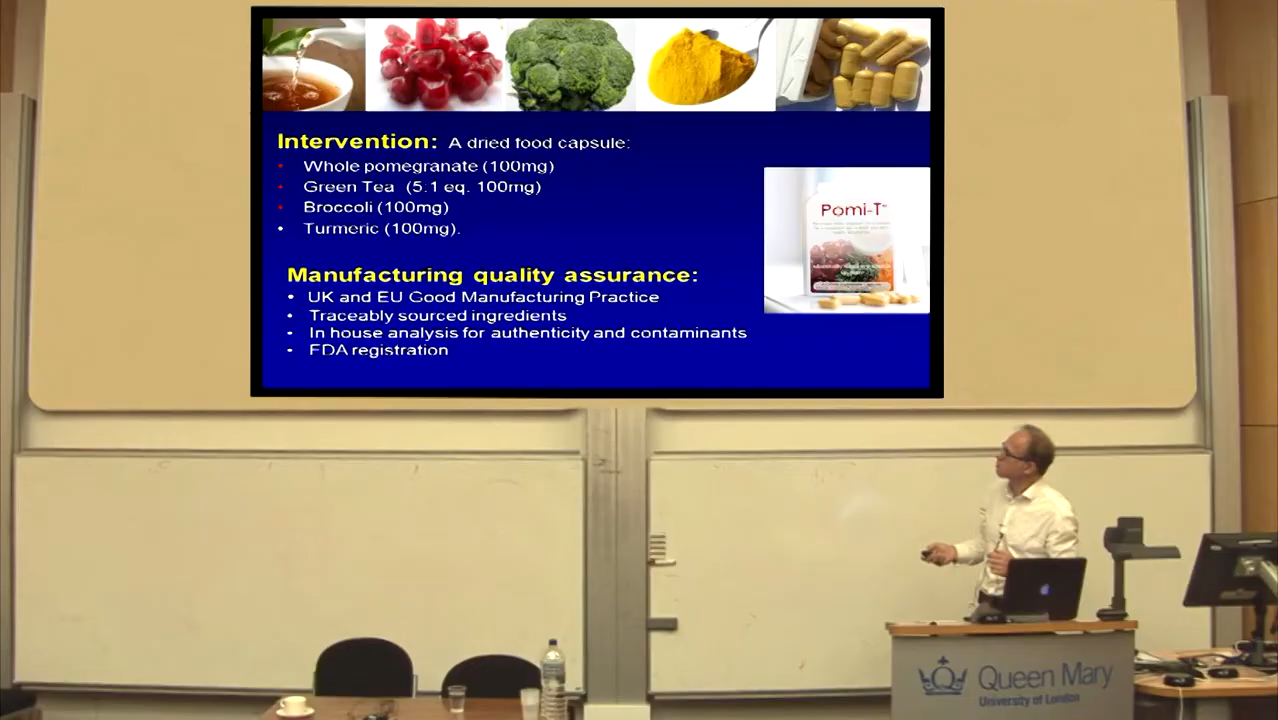 Intervention: A dried food capsule:
• Whole pomegranate (100mg)
• Green Tea (5.1 eq. 100mg)
• Broccoli (100mg)
• Turmeric (100mg).
Pomi-T
Manufacturing quality assurance:
• UK and EU Good Manufacturing Practice
• Traceably sourced ingredients
• In house analysis for authenticity and contaminants
• FDA registration
Queen Mary
University of London